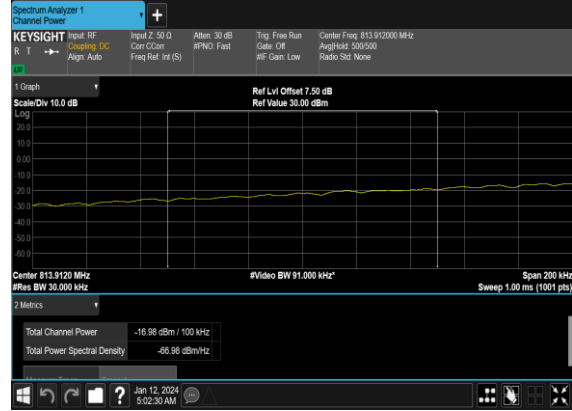 Spectrum Analyzer 1
Channel Power
KEYSIGHT
R T
Input: RF
Coupling: DC
Align: Auto
Input Z: 50 Ω
Corr CCorr
Freq Ref: Int (S)
Atten: 30 dB
#PNO: Fast
Trig: Free Run
Gate: Off
#IF Gain: Low
Center Freq: 813.912000 MHz
Avg|Hold: 500/500
Radio Std: None
1 Graph
Scale/Div 10.0 dB
Ref Lvl Offset 7.50 dB
Ref Value 30.00 dBm
Log
20.0
10.0
0.00
-10.0
-20.0
-30.0
-40.0
-50.0
-60.0
Center 813.9120 MHz
#Res BW 30.000 kHz
#Video BW 91.000 kHz*
Span 200 kHz
Sweep 1.00 ms (1001 pts)
2 Metrics
Total Channel Power -16.98 dBm / 100 kHz
Total Power Spectral Density -66.98 dBm/Hz
?
Jan 12, 2024
5:02:30 AM